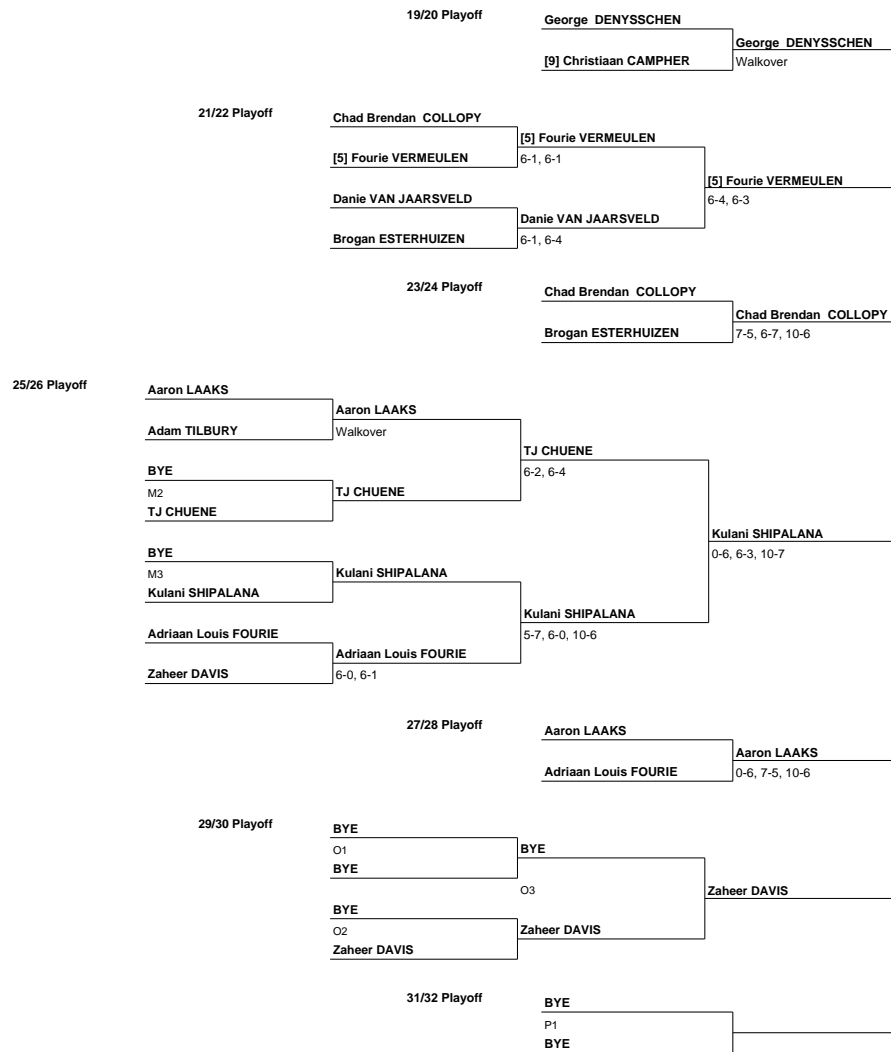 19/20 Playoff
George DENYSSCHEN
George DENYSSCHEN
[9] Christiaan CAMPHER
Walkover
21/22 Playoff
Chad Brendan COLLOPY
[5] Fourie VERMEULEN
[5] Fourie VERMEULEN
6-1, 6-1
[5] Fourie VERMEULEN
6-4, 6-3
Danie VAN JAARSVELD
Danie VAN JAARSVELD
Brogan ESTERHUIZEN
6-1, 6-4
23/24 Playoff
Chad Brendan COLLOPY
Chad Brendan COLLOPY
Brogan ESTERHUIZEN
7-5, 6-7, 10-6
25/26 Playoff
Aaron LAAKS
Aaron LAAKS
Adam TILBURY
Walkover
TJ CHUENE
6-2, 6-4
BYE
M2
TJ CHUENE
TJ CHUENE
Kulani SHIPALANA
0-6, 6-3, 10-7
BYE
M3
Kulani SHIPALANA
Kulani SHIPALANA
Kulani SHIPALANA
5-7, 6-0, 10-6
Adriaan Louis FOURIE
Adriaan Louis FOURIE
Zaheer DAVIS
6-0, 6-1
27/28 Playoff
Aaron LAAKS
Aaron LAAKS
Adriaan Louis FOURIE
0-6, 7-5, 10-6
29/30 Playoff
BYE
O1
BYE
BYE
O3
Zaheer DAVIS
BYE
O2
Zaheer DAVIS
Zaheer DAVIS
31/32 Playoff
BYE
P1
BYE